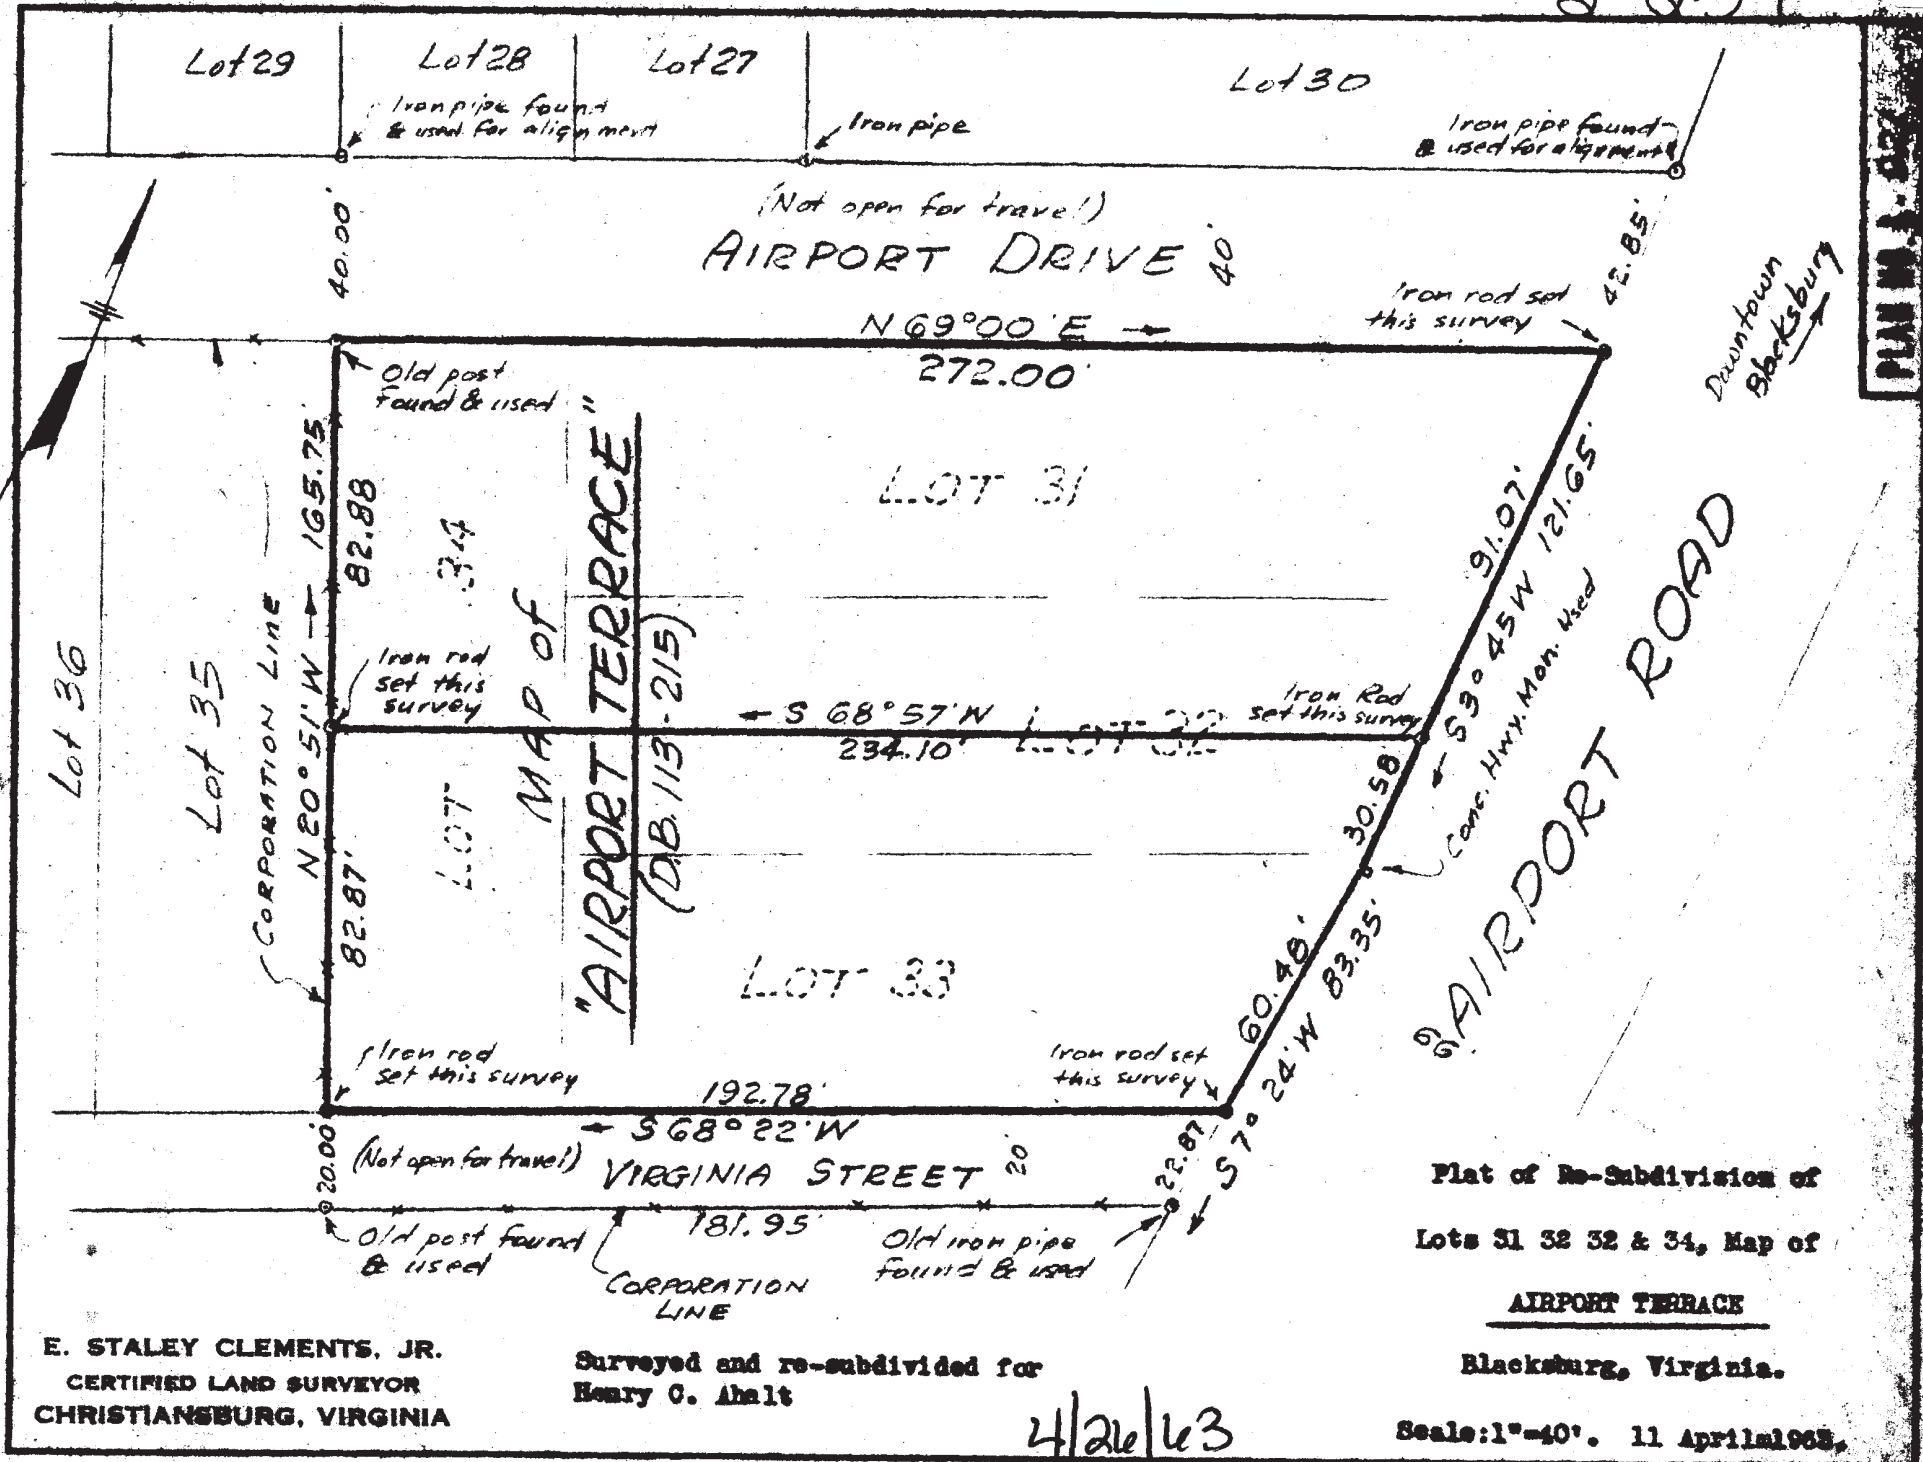 Lot 29
Lot 28
Lot 27
Lot 30
Iron pipe found
& used for alignment
Iron pipe
Iron pipe found
& used for alignment
40.00'
(Not open for travel)
AIRPORT DRIVE 40'
42.85'
Downtown
Blacksburg
N 69°00'E
272.00'
Iron rod set
this survey
Old post
found & used
165.75'
82.88
N 20°51'W
CORPORATION LINE
82.87'
Lot 36
Lot 35
LOT 34
MAP of
"AIRPORT TERRACE"
(D.B. 113-215)
LOT 31
91.07'
S 3° 45 W 121.65'
Conc. Hwy. Mon. Used
AIRPORT ROAD
Iron rod
set this
survey
S 68°57'W
234.10'
LOT 32
Iron Rod
set this survey
30.58
LOT 33
60.48'
S 7° 24' W 83.35'
Iron rod
set this survey
Iron rod set
this survey
192.78'
S 68°22'W
20.00'
(Not open for travel)
VIRGINIA STREET 20'
22.87
181.95'
Old post found
& used
CORPORATION
LINE
Old iron pipe
found & used
Plat of Re-Subdivision of
Lots 31 32 32 & 34, Map of
AIRPORT TERRACE
Blacksburg, Virginia.
Scale:1"=40'. 11 April
E. STALEY CLEMENTS, JR.
CERTIFIED LAND SURVEYOR
CHRISTIANSBURG, VIRGINIA
Surveyed and re-subdivided for
Henry C. Ahalt
4/26/63
PLAN NO.